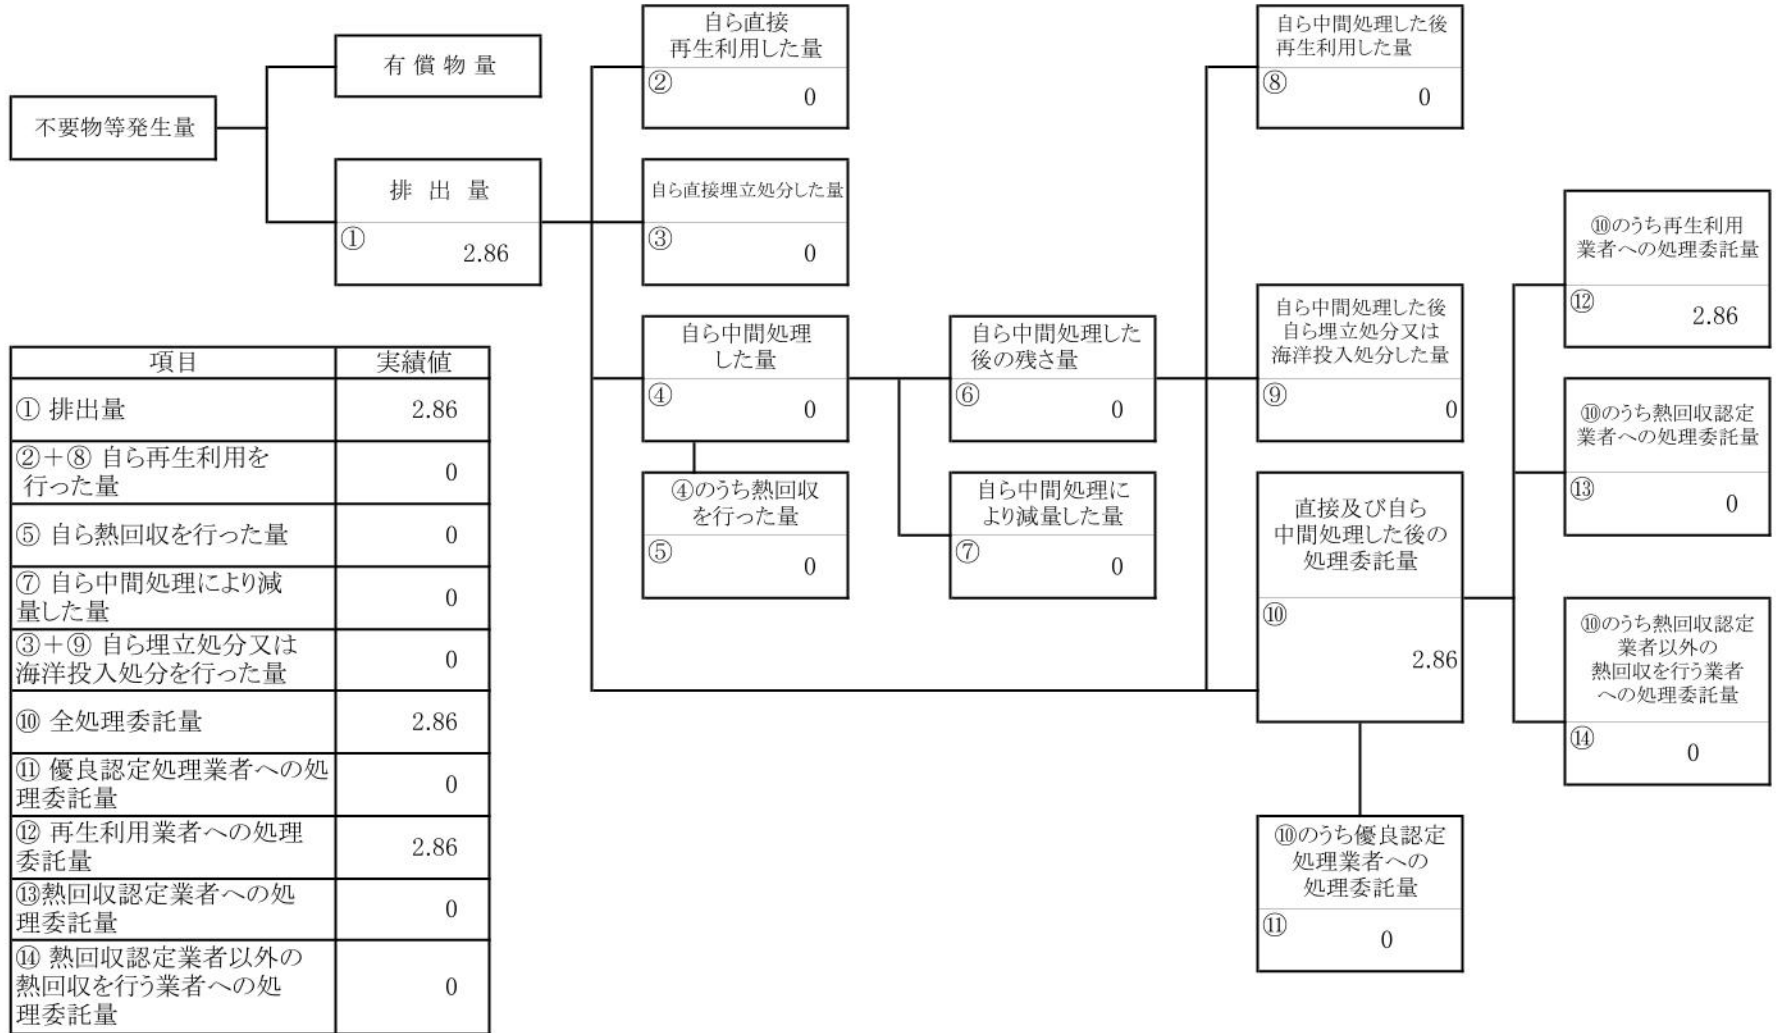 不要物等発生量
有償物量
排出量
①
2.86
自ら直接
再生利用した量
②
0
自ら直接埋立処分した量
③
0
自ら中間処理
した量
④
0
④のうち熱回収
を行った量
⑤
0
自ら中間処理した
後の残さ量
⑥
0
自ら中間処理に
より減量した量
⑦
0
自ら中間処理した後
再生利用した量
⑧
0
自ら中間処理した後
自ら埋立処分又は
海洋投入処分した量
⑨
0
直接及び自ら
中間処理した後の
処理委託量
⑩
2.86
⑩のうち優良認定
処理業者への
処理委託量
⑪
0
⑩のうち再生利用
業者への処理委託量
⑫
2.86
⑩のうち熱回収認定
業者への処理委託量
⑬
0
⑩のうち熱回収認定
業者以外の
熱回収を行う業者
への処理委託量
⑭
0
項目 実績値
① 排出量 2.86
②+⑧ 自ら再生利用を
行った量 0
⑤ 自ら熱回収を行った量 0
⑦ 自ら中間処理により減
量した量 0
③+⑨ 自ら埋立処分又は
海洋投入処分を行った量 0
⑩ 全処理委託量 2.86
⑪ 優良認定処理業者への処
理委託量 0
⑫ 再生利用業者への処理
委託量 2.86
⑬熱回収認定業者への処
理委託量 0
⑭ 熱回収認定業者以外の
熱回収を行う業者への処
理委託量 0